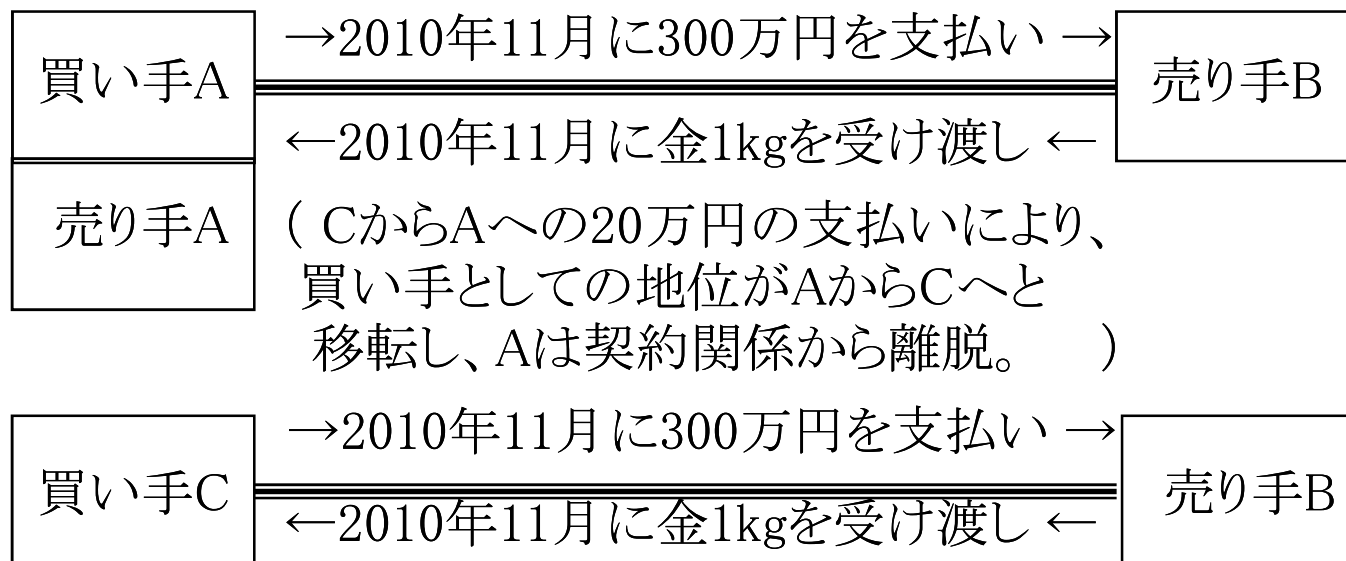 買い手A
→2010年11月に300万円を支払い→
売り手B
←2010年11月に金1kgを受け渡し←
売り手A
( CからAへの20万円の支払いにより、
買い手としての地位がAからCへと
移転し、Aは契約関係から離脱。 )
買い手C
→2010年11月に300万円を支払い→
売り手B
←2010年11月に金1kgを受け渡し←